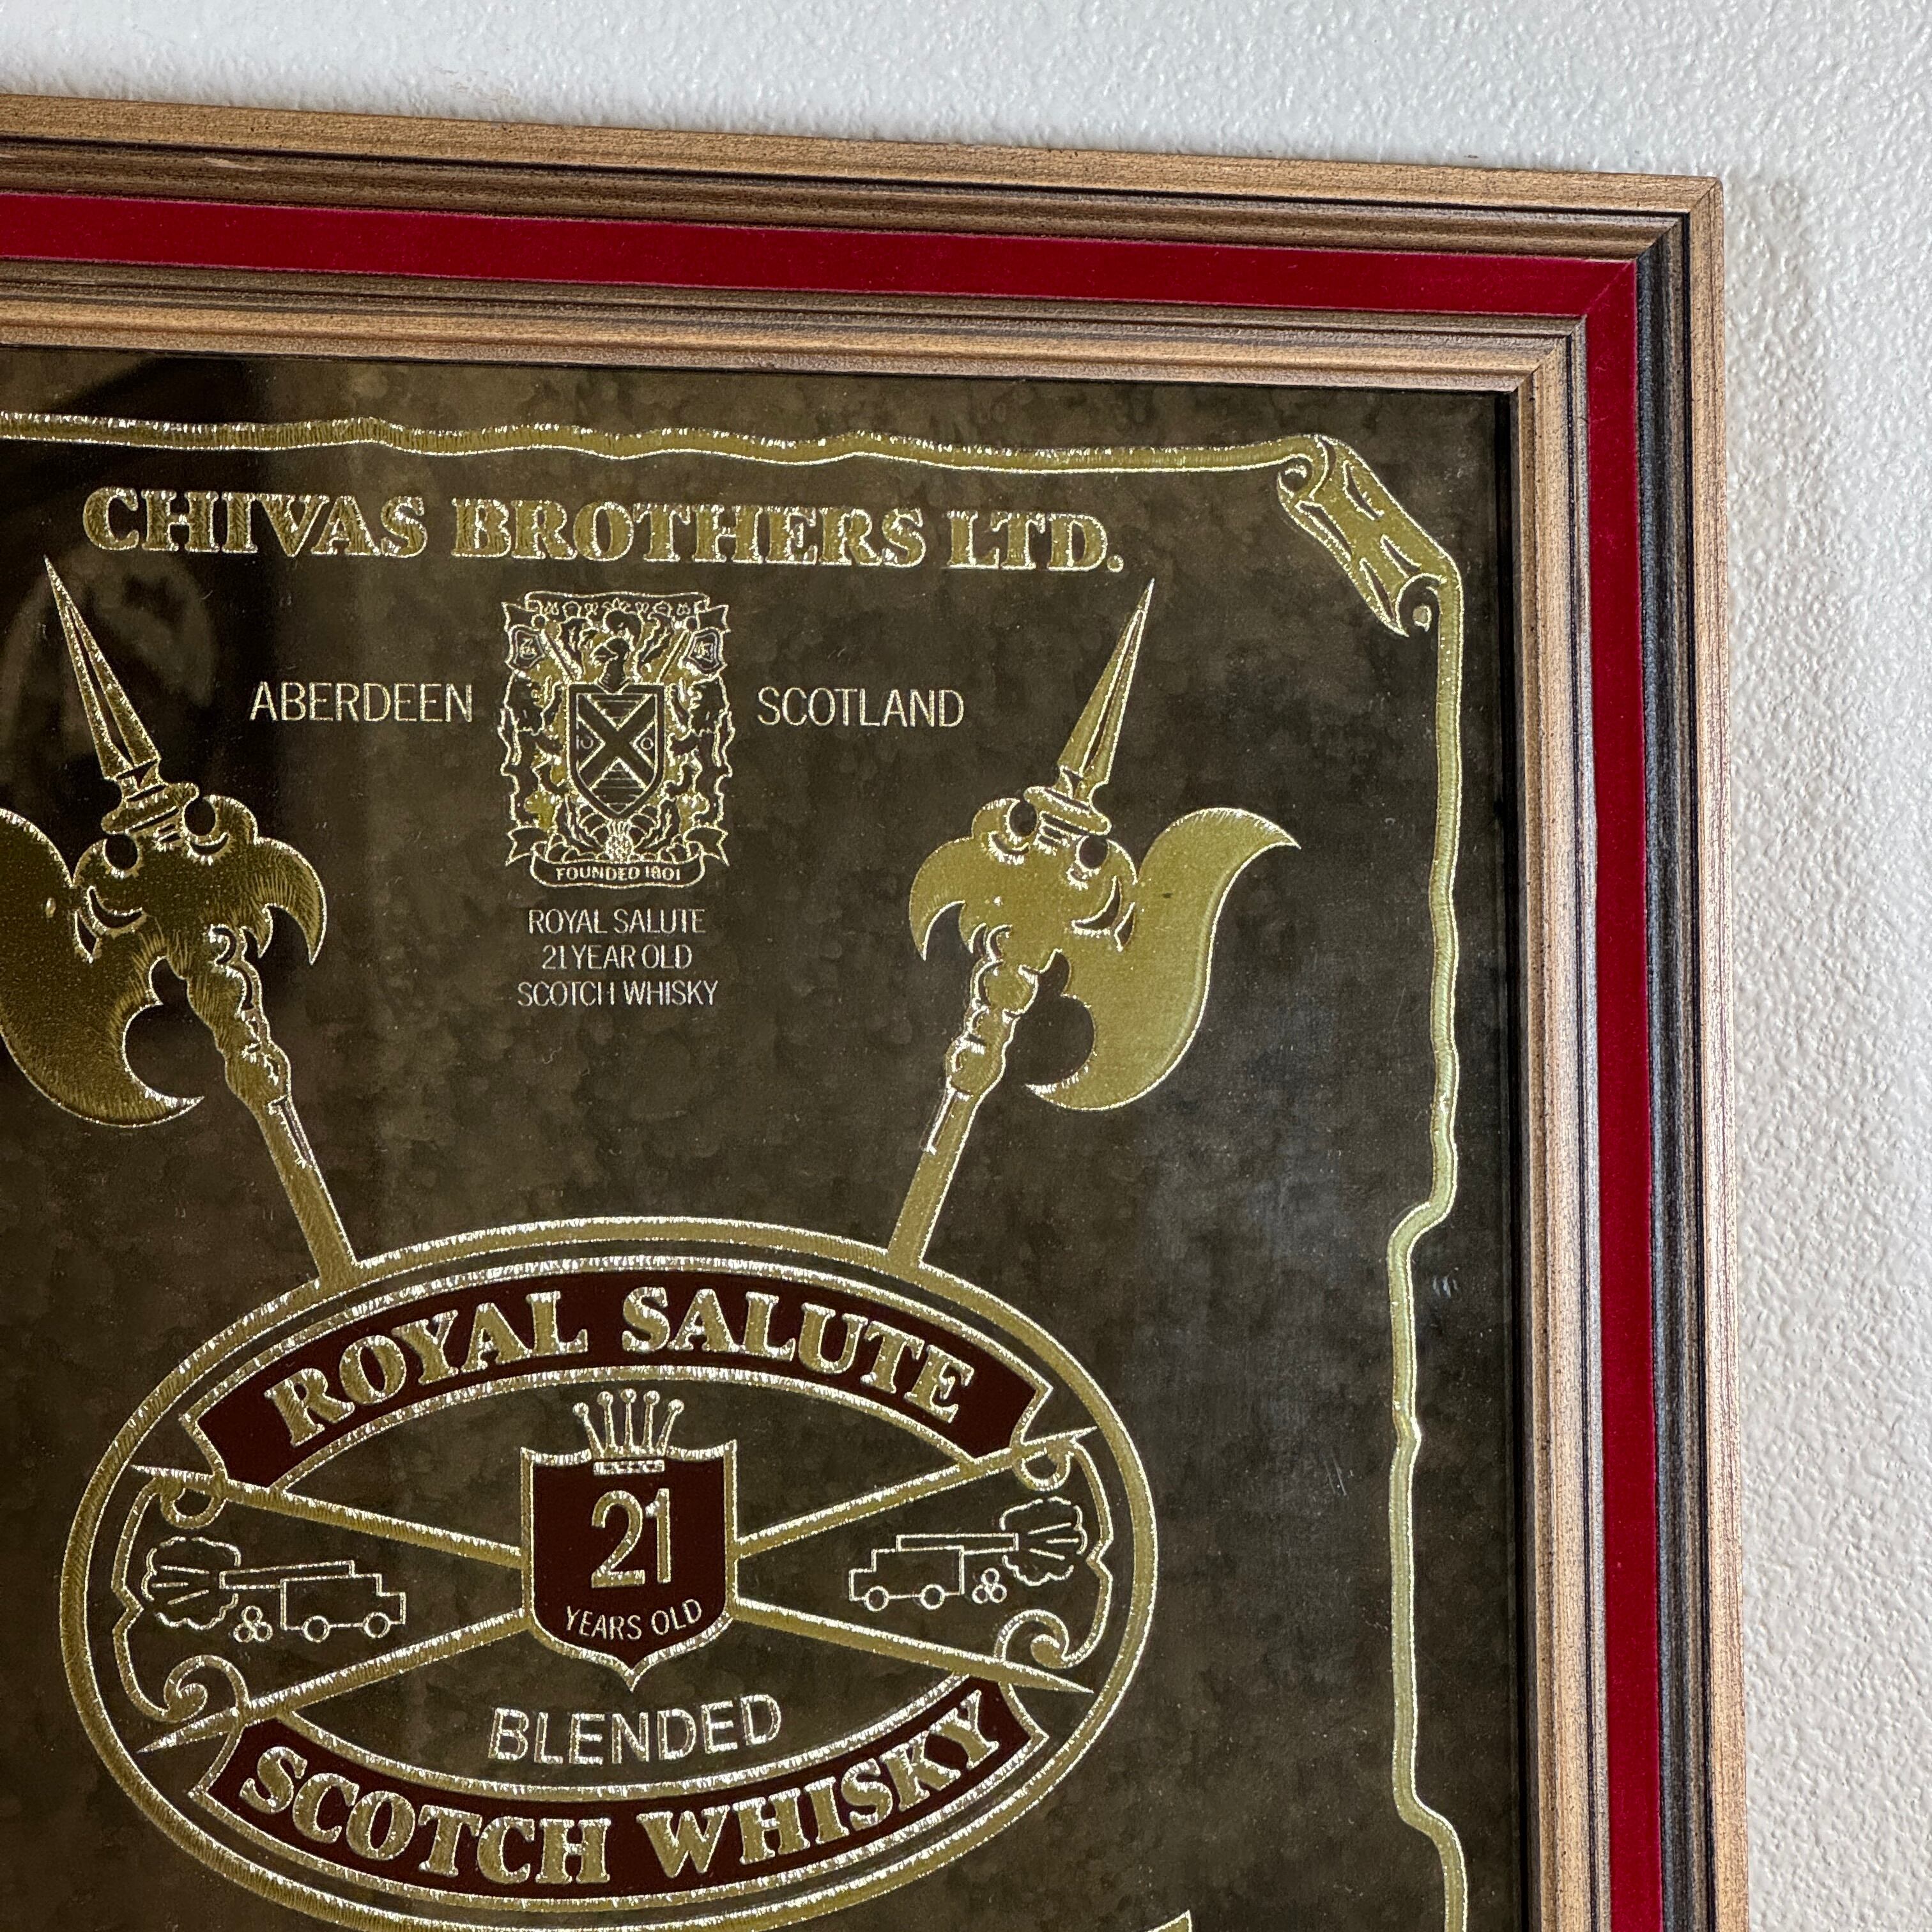 CHIVAS BROTHERS LTD.
ABERDEEN SCOTLAND
FOUNDED 1801
ROYAL SALUTE
21 YEAR OLD
SCOTCH WHISKY
ROYAL SALUTE
21
YEARS OLD
BLENDED
SCOTCH WHISKY